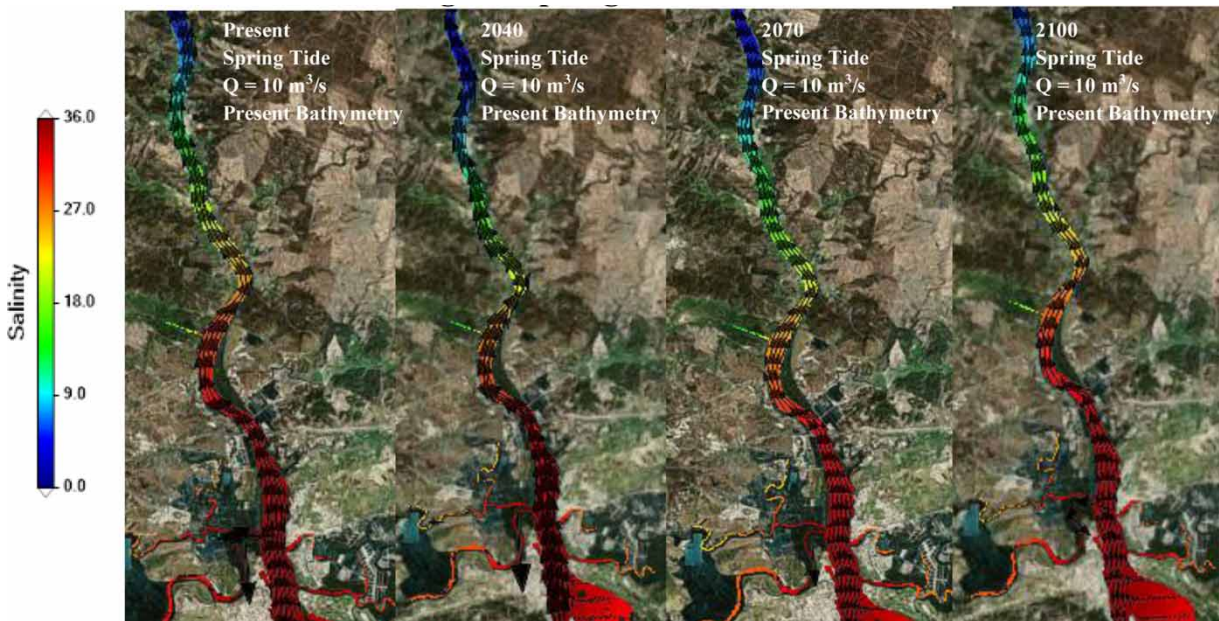 Present
Spring Tide
Q = 10 m³/s
Present Bathymetry
2040
Spring Tide
Q = 10 m³/s
Present Bathymetry
2070
Spring Tide
Q = 10 m³/s
Present Bathymetry
2100
Spring Tide
Q = 10 m³/s
Present Bathymetry
Salinity
36.0
27.0
18.0
9.0
0.0